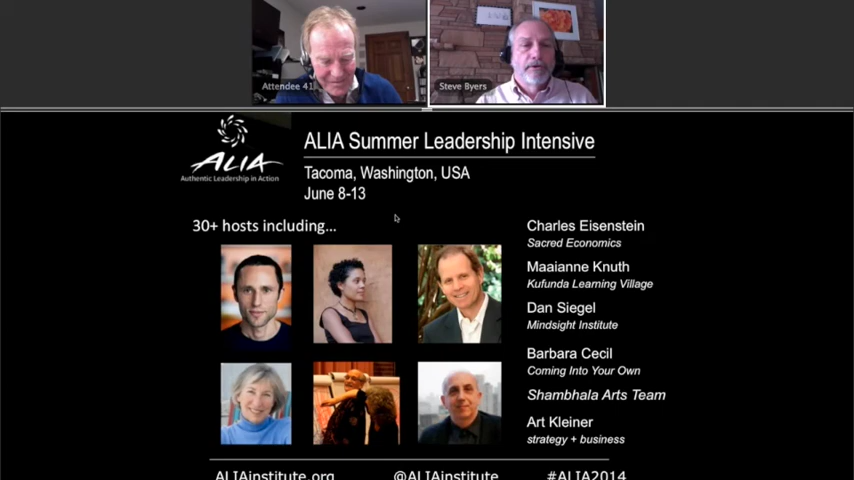 Attendee 41
Steve Byers
ALIA
Authentic Leadership in Action
ALIA Summer Leadership Intensive
Tacoma, Washington, USA
June 8-13
30+ hosts including...
Charles Eisenstein
Sacred Economics
Maaianne Knuth
Kufunda Learning Village
Dan Siegel
Mindsight Institute
Barbara Cecil
Coming Into Your Own
Shambhala Arts Team
Art Kleiner
strategy + business
ALIAinstitute.org
@ALIAinstitute
#ALIA2014